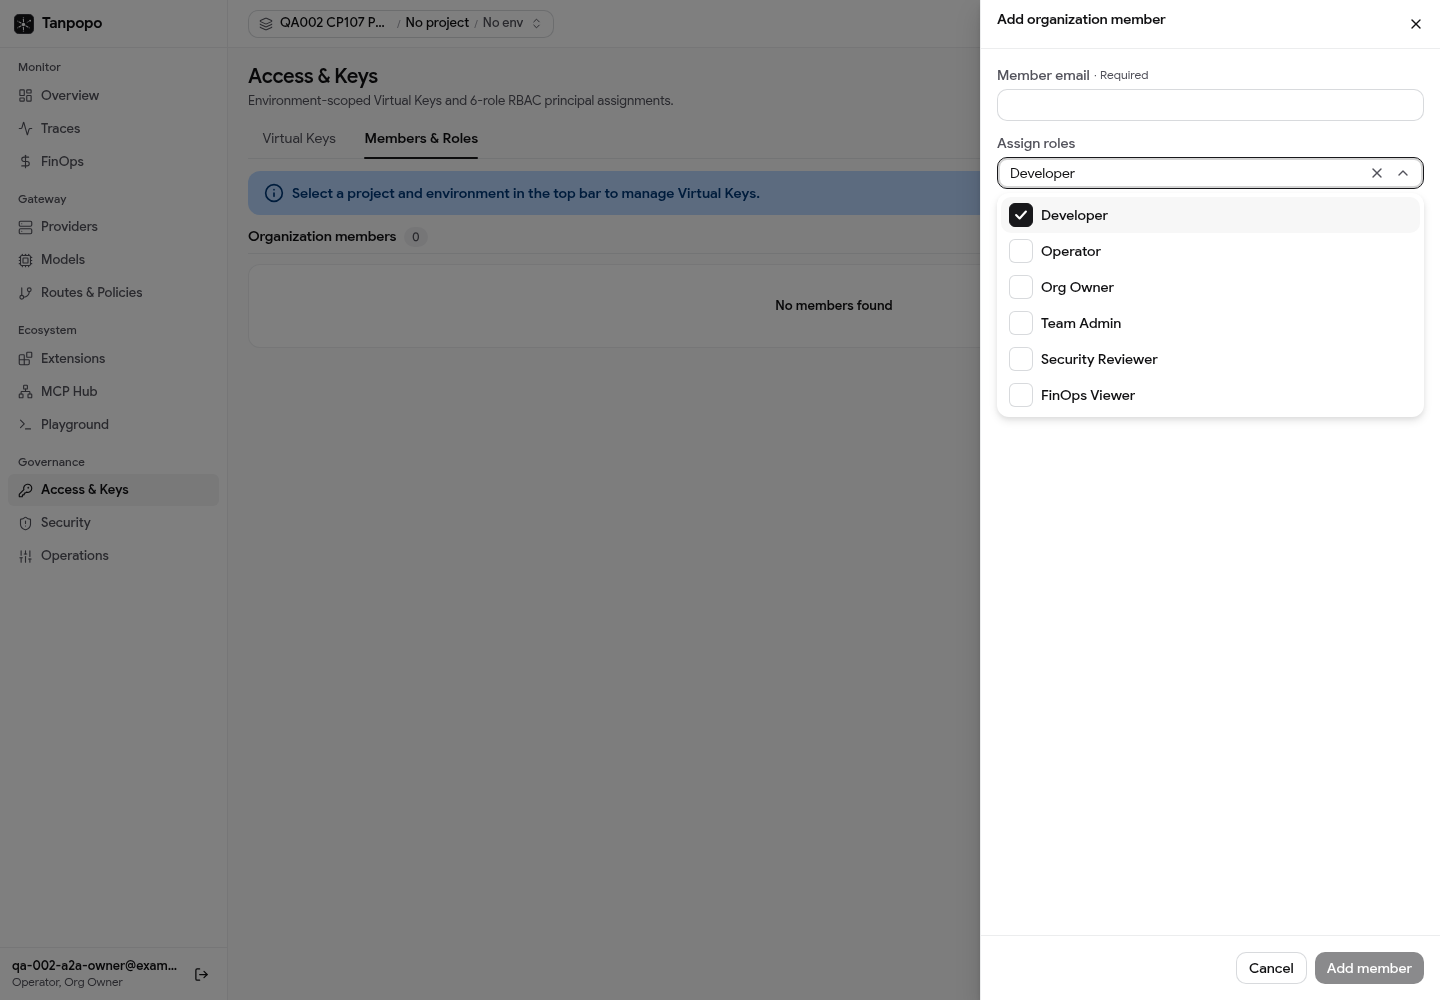 Tanpopo
Monitor
Overview
Traces
FinOps
Gateway
Providers
Models
Routes & Policies
Ecosystem
Extensions
MCP Hub
Playground
Governance
Access & Keys
Security
Operations
qa-002-a2a-owner@exam...
Operator, Org Owner
QA002 CP107 P... / No project / No env
Access & Keys
Environment-scoped Virtual Keys and 6-role RBAC principal assignments.
Virtual Keys Members & Roles
Select a project and environment in the top bar to manage Virtual Keys.
Organization members 0
No members found
Add organization member
Member email · Required
Assign roles
Developer
Developer
Operator
Org Owner
Team Admin
Security Reviewer
FinOps Viewer
Cancel Add member